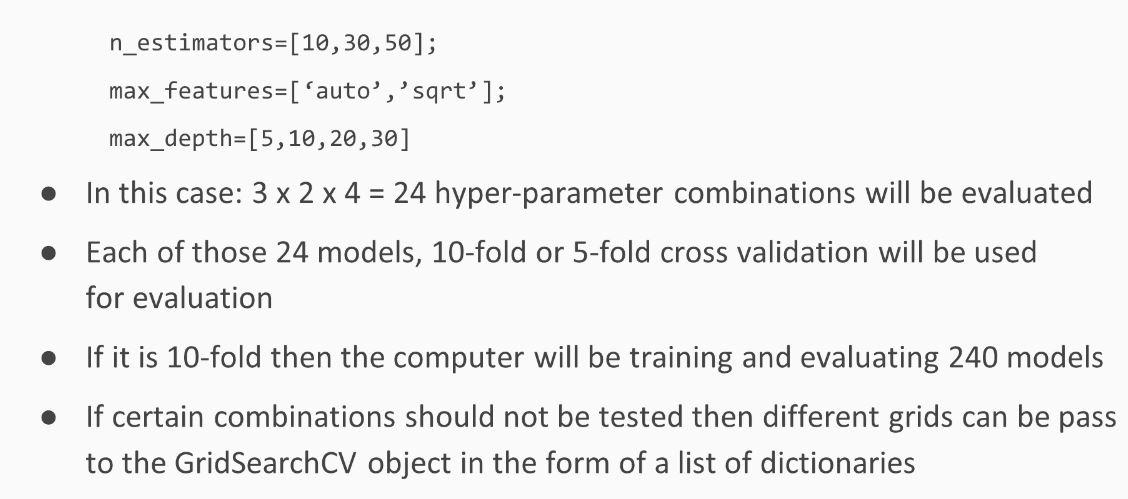 n_estimators=[10,30,50];
max_features=[‘auto’,’sqrt’];
max_depth=[5,10,20,30]
● In this case: 3 x 2 x 4 = 24 hyper-parameter combinations will be evaluated
● Each of those 24 models, 10-fold or 5-fold cross validation will be used
for evaluation
● If it is 10-fold then the computer will be training and evaluating 240 models
● If certain combinations should not be tested then different grids can be pass
to the GridSearchCV object in the form of a list of dictionaries